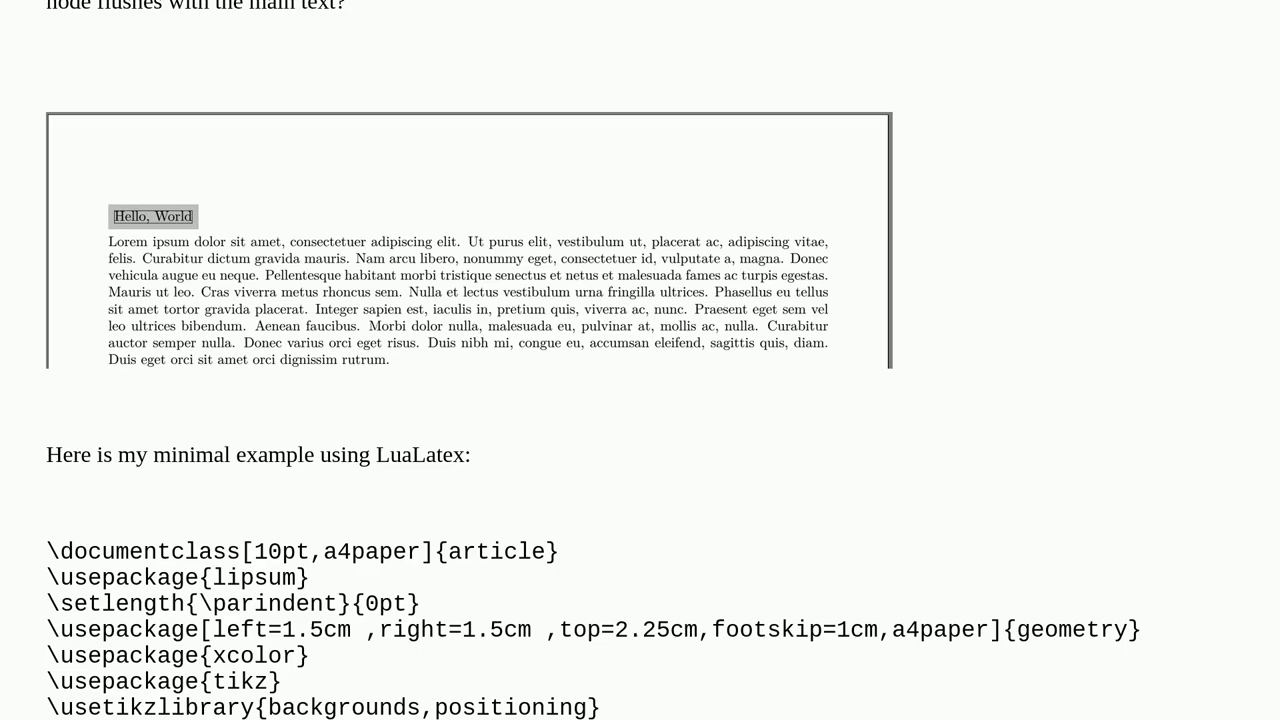 node flushes with the main text?
Hello, World
Lorem ipsum dolor sit amet, consectetuer adipiscing elit. Ut purus elit, vestibulum ut, placerat ac, adipiscing vitae,
felis. Curabitur dictum gravida mauris. Nam arcu libero, nonummy eget, consectetuer id, vulputate a, magna. Donec
vehicula augue eu neque. Pellentesque habitant morbi tristique senectus et netus et malesuada fames ac turpis egestas.
Mauris ut leo. Cras viverra metus rhoncus sem. Nulla et lectus vestibulum urna fringilla ultrices. Phasellus eu tellus
sit amet tortor gravida placerat. Integer sapien est, iaculis in, pretium quis, viverra ac, nunc. Praesent eget sem vel
leo ultrices bibendum. Aenean faucibus. Morbi dolor nulla, malesuada eu, pulvinar at, mollis ac, nulla. Curabitur
auctor semper nulla. Donec varius orci eget risus. Duis nibh mi, congue eu, accumsan eleifend, sagittis quis, diam.
Duis eget orci sit amet orci dignissim rutrum.
Here is my minimal example using LuaLatex:
\documentclass[10pt,a4paper]{article}
\usepackage{lipsum}
\setlength{\parindent}{0pt}
\usepackage[left=1.5cm ,right=1.5cm ,top=2.25cm,footskip=1cm,a4paper]{geometry}
\usepackage{xcolor}
\usepackage{tikz}
\usetikzlibrary{backgrounds,positioning}